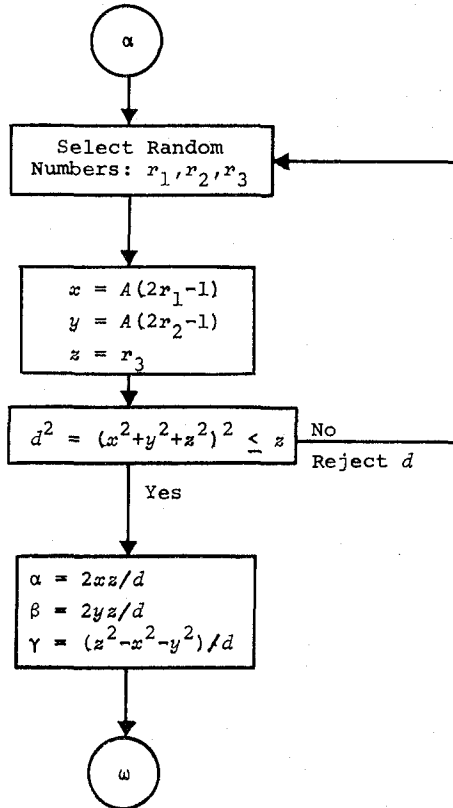 α
Select Random
Numbers: r₁,r₂,r₃
x = A(2r₁-1)
y = A(2r₂-1)
z = r₃
d² = (x²+y²+z²)² ≤ z
No
Reject d
Yes
α = 2xz/d
β = 2yz/d
γ = (z²-x²-y²)/d
ω